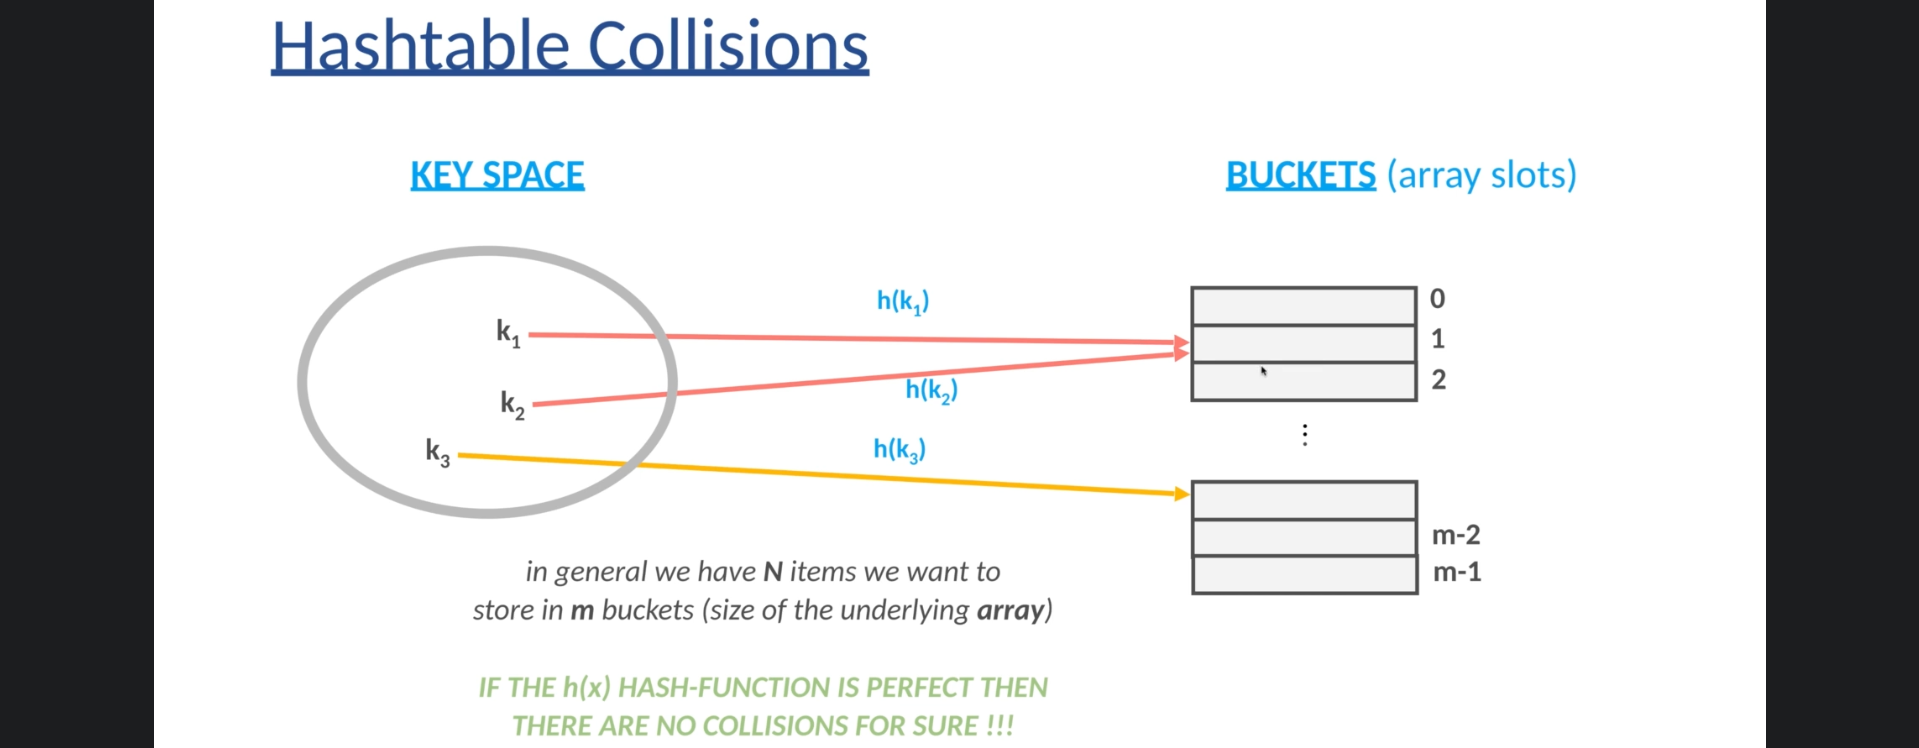 Hashtable Collisions
KEY SPACE
BUCKETS (array slots)
h(k₁)
0
k₁
1
h(k₂)
2
k₂
⋮
h(k₃)
k₃
m-2
m-1
in general we have N items we want to
store in m buckets (size of the underlying array)
IF THE h(x) HASH-FUNCTION IS PERFECT THEN
THERE ARE NO COLLISIONS FOR SURE !!!